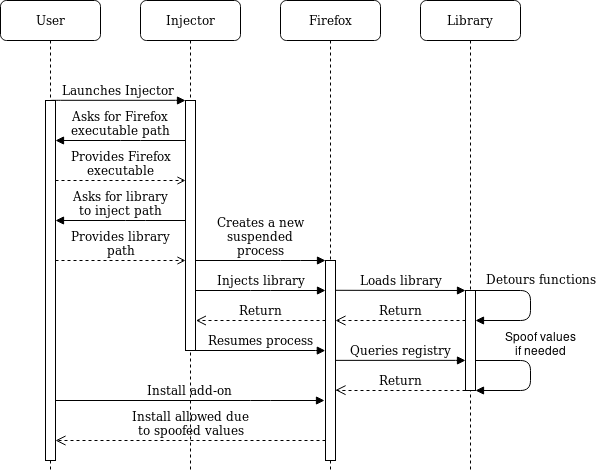 User
Injector
Firefox
Library
Launches Injector
Asks for Firefox
executable path
Provides Firefox
executable
Asks for library
to inject path
Provides library
path
Creates a new
suspended
process
Injects library
Loads library
Detours functions
Return
Return
Resumes process
Spoof values
if needed
Queries registry
Return
Install add-on
Install allowed due
to spoofed values